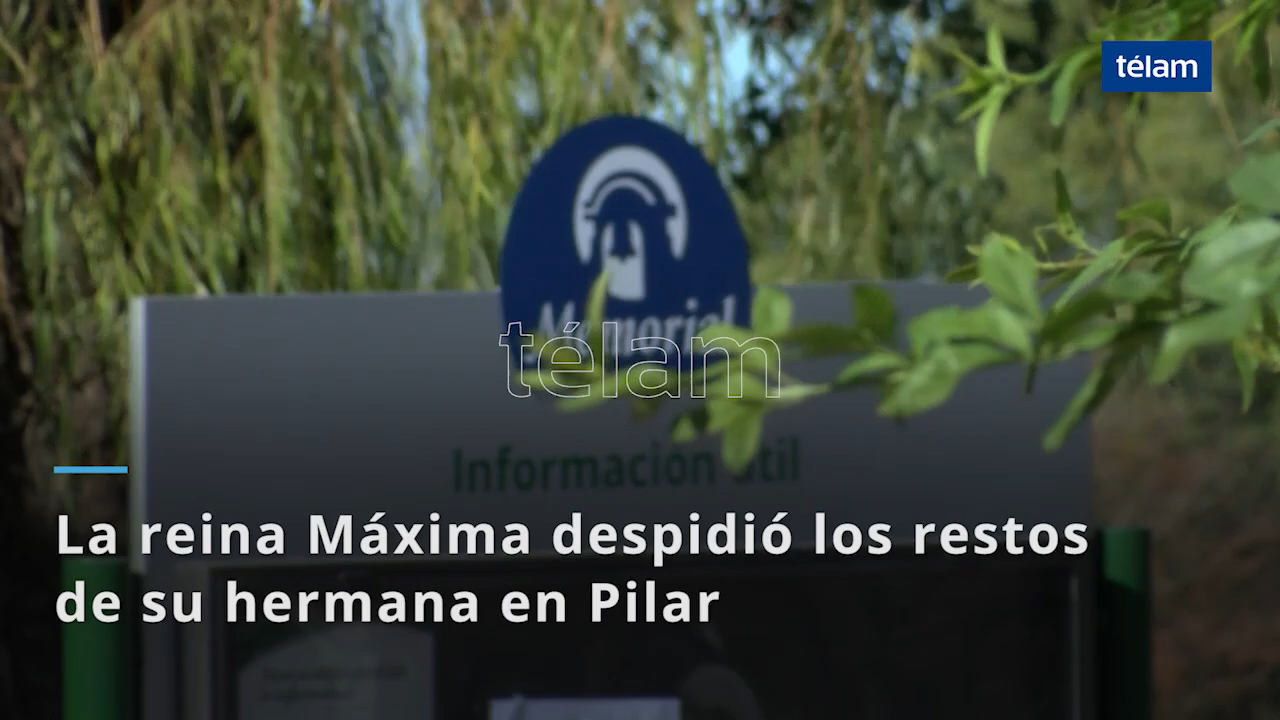 télam
Memorial
télam
Información útil
La reina Máxima despidió los restos
de su hermana en Pilar